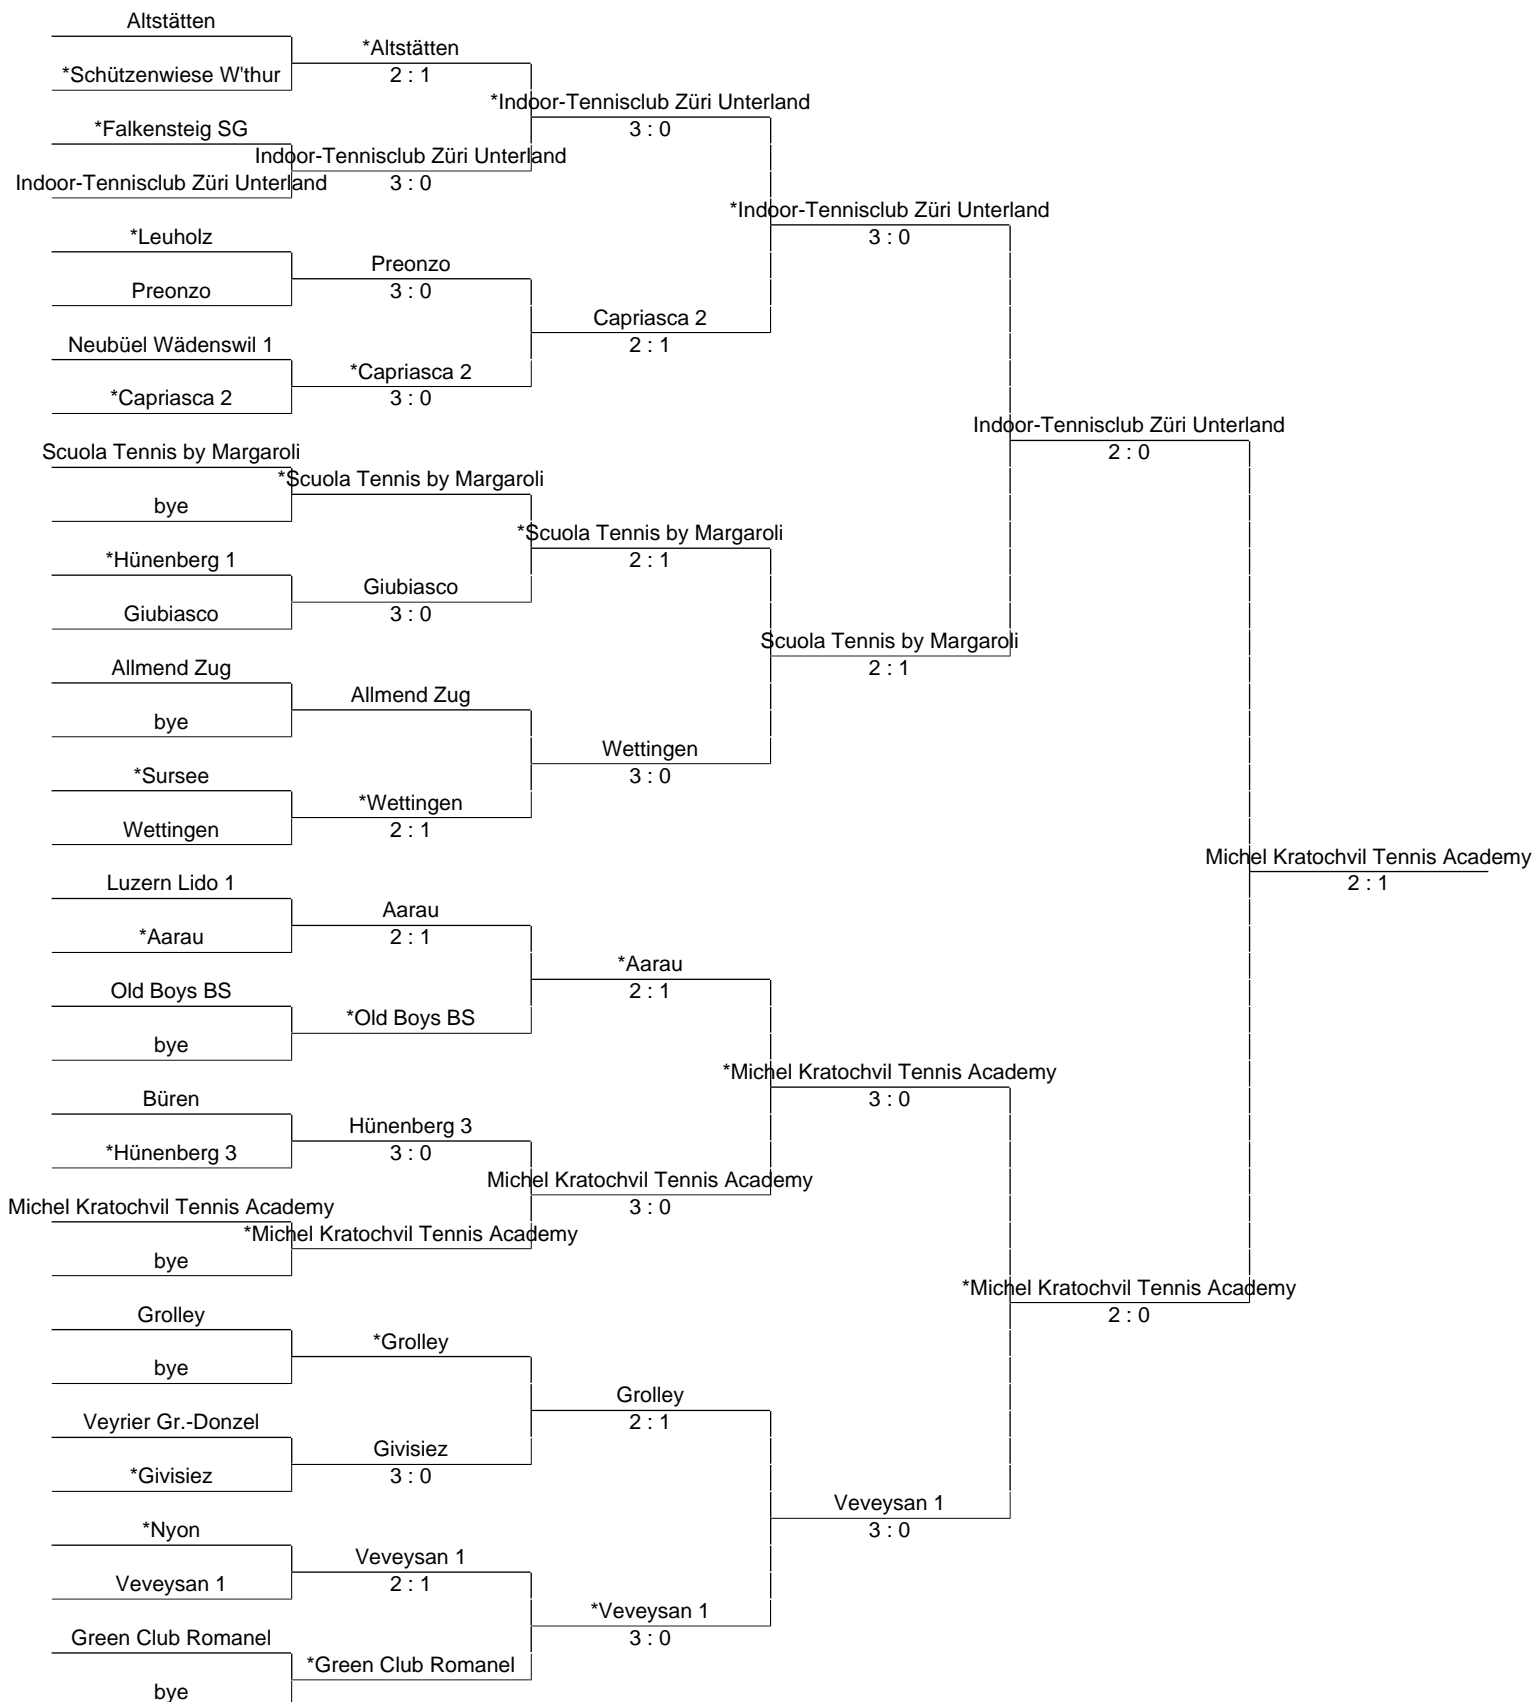 Altstätten
*Altstätten
*Schützenwiese W'thur
2 : 1
*Indoor-Tennisclub Züri Unterland
*Falkensteig SG
3 : 0
Indoor-Tennisclub Züri Unterland
Indoor-Tennisclub Züri Unterland
3 : 0
*Indoor-Tennisclub Züri Unterland
*Leuholz
3 : 0
Preonzo
Preonzo
3 : 0
Capriasca 2
Neubüel Wädenswil 1
2 : 1
*Capriasca 2
*Capriasca 2
3 : 0
Indoor-Tennisclub Züri Unterland
Scuola Tennis by Margaroli
2 : 0
*Scuola Tennis by Margaroli
bye
*Scuola Tennis by Margaroli
*Hünenberg 1
2 : 1
Giubiasco
Giubiasco
3 : 0
Scuola Tennis by Margaroli
Allmend Zug
2 : 1
Allmend Zug
bye
Wettingen
*Sursee
3 : 0
*Wettingen
Wettingen
2 : 1
Michel Kratochvil Tennis Academy
Luzern Lido 1
2 : 1
Aarau
*Aarau
2 : 1
*Aarau
Old Boys BS
2 : 1
*Old Boys BS
bye
*Michel Kratochvil Tennis Academy
Büren
3 : 0
Hünenberg 3
*Hünenberg 3
3 : 0
Michel Kratochvil Tennis Academy
Michel Kratochvil Tennis Academy
3 : 0
*Michel Kratochvil Tennis Academy
bye
*Michel Kratochvil Tennis Academy
Grolley
2 : 0
*Grolley
bye
Grolley
Veyrier Gr.-Donzel
2 : 1
Givisiez
*Givisiez
3 : 0
Veveysan 1
*Nyon
3 : 0
Veveysan 1
Veveysan 1
2 : 1
*Veveysan 1
Green Club Romanel
3 : 0
*Green Club Romanel
bye